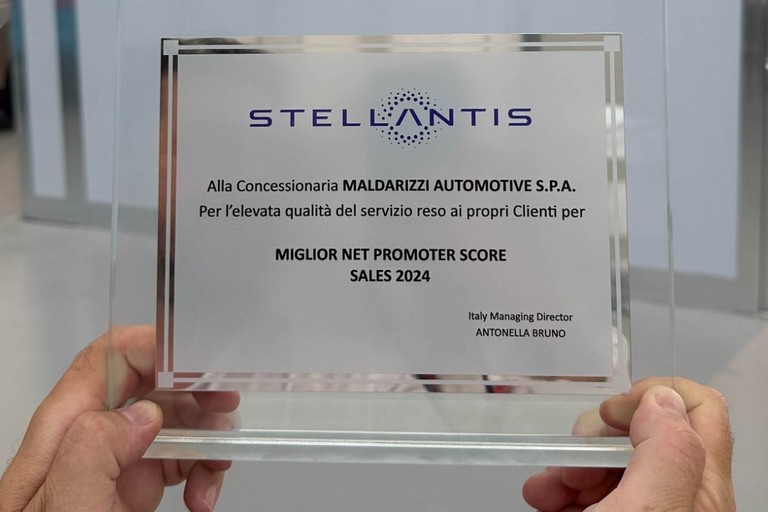 STELLANTIS
Alla Concessionaria MALDARIZZI AUTOMOTIVE S.P.A.
Per l'elevata qualità del servizio reso ai propri Clienti per
MIGLIOR NET PROMOTER SCORE
SALES 2024
Italy Managing Director
ANTONELLA BRUNO